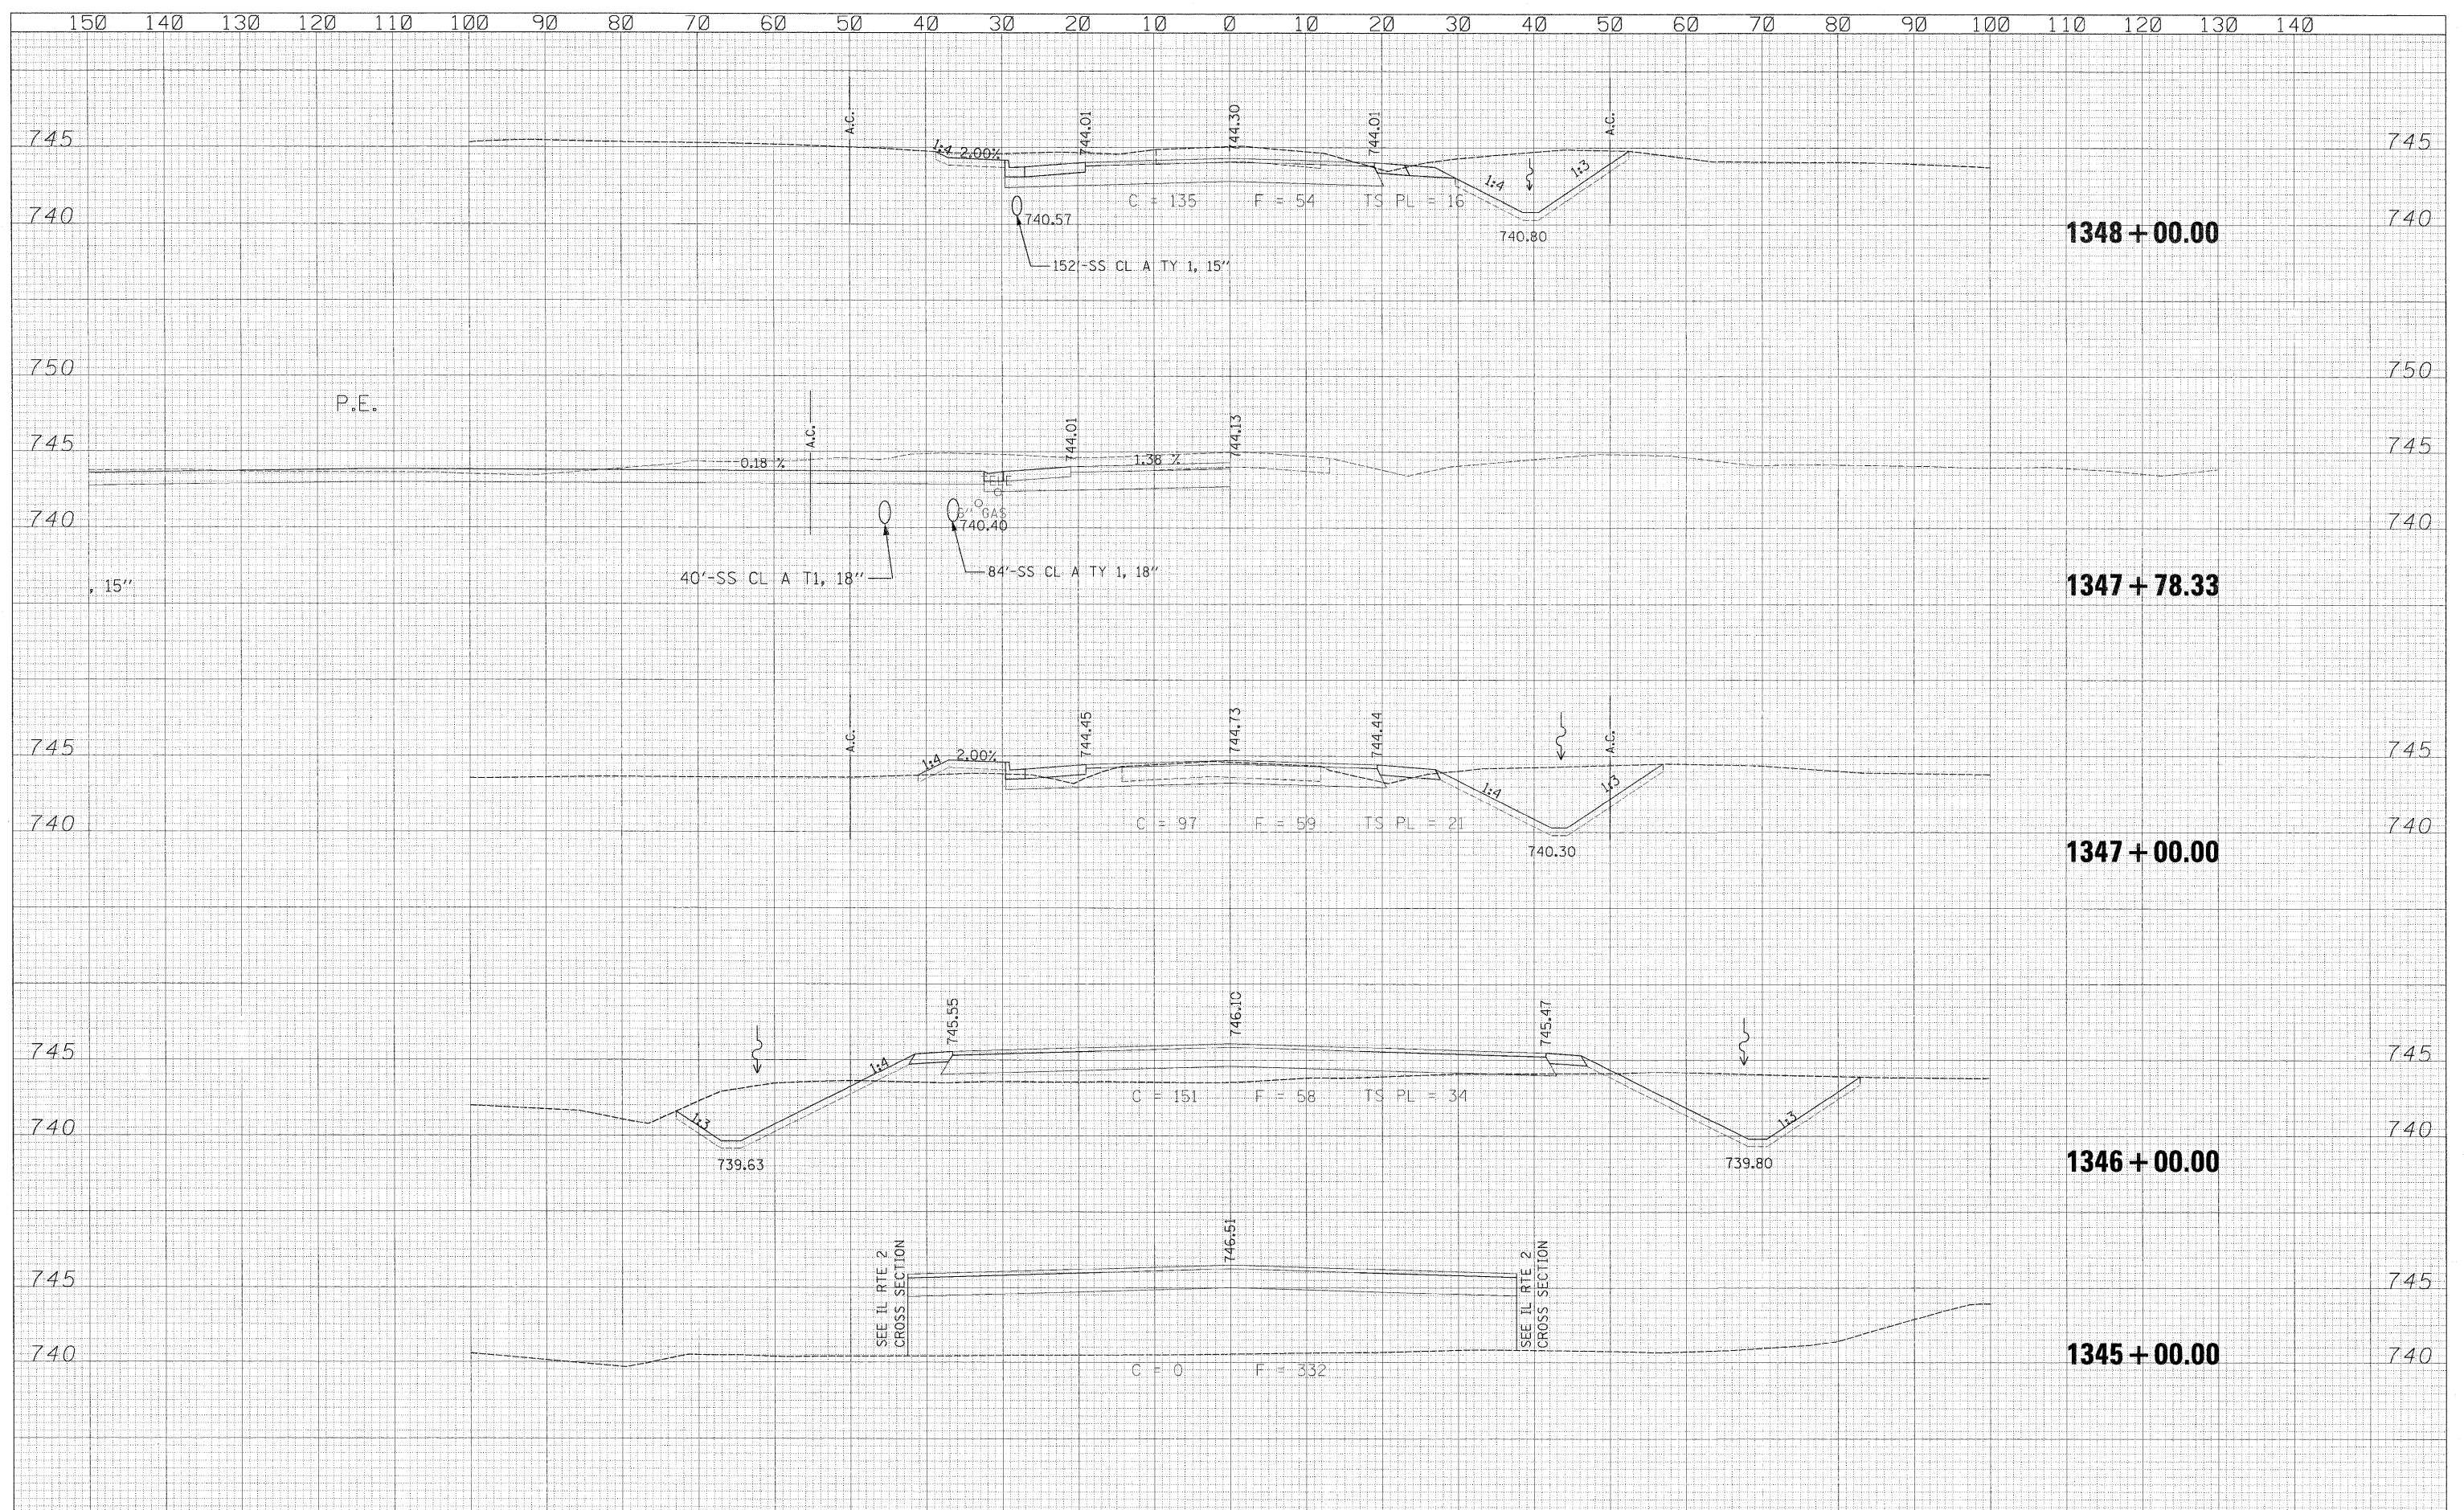 150 140 130 120 110 100 90 80 70 60 50 40 30 20 10 0 10 20 30 40 50 60 70 80 90 100 110 120 130 140
A.C. 744.01 744.30 744.01 A.C.
745 1:4 2.00% 1:4 1:3 745
C = 135 F = 54 TS PL = 16
740 740.57 740.80 740
1348 + 00.00
152'-SS CL A TY 1, 15"
750 750
P.E.
A.C. 744.01 744.13
745 0.18 % 1.38 % 745
TELE
6" GAS
740 740.40 740
40'-SS CL A T1, 18" 84'-SS CL A TY 1, 18"
, 15" 1347 + 78.33
A.C. 744.45 744.73 744.44 A.C.
745 1:4 2.00% 1:4 1:3 745
740 C = 97 F = 59 TS PL = 21 740
740.30 1347 + 00.00
745.55 746.10 745.47
745 1:4 745
C = 151 F = 58 TS PL = 34
740 1:3 1:3 740
739.63 739.80 1346 + 00.00
746.51
SEE IL RTE 2
CROSS SECTION
SEE IL RTE 2
CROSS SECTION
745 745
740 1345 + 00.00 740
C = 0 F = 332